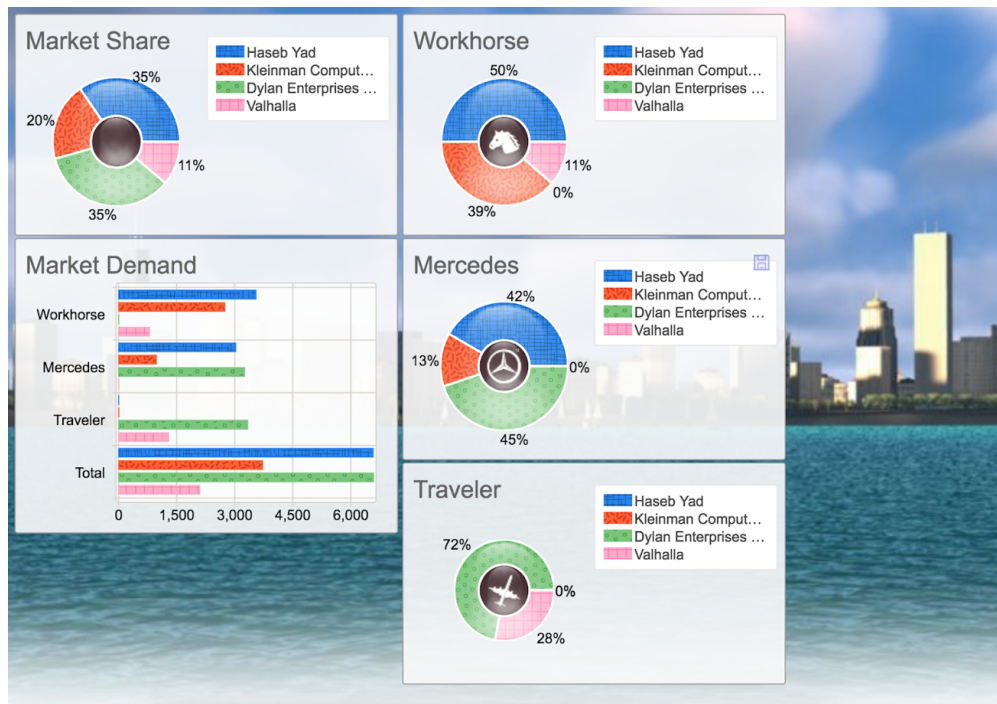 Market Share
Haseb Yad
Kleinman Comput...
Dylan Enterprises ...
Valhalla
35%
20%
11%
35%
Workhorse
Haseb Yad
Kleinman Comput...
Dylan Enterprises ...
Valhalla
50%
11%
0%
39%
Market Demand
Workhorse
Mercedes
Traveler
Total
0 1,500 3,000 4,500 6,000
Mercedes
Haseb Yad
Kleinman Comput...
Dylan Enterprises ...
Valhalla
42%
13%
0%
45%
Traveler
Haseb Yad
Kleinman Comput...
Dylan Enterprises ...
Valhalla
72%
0%
28%